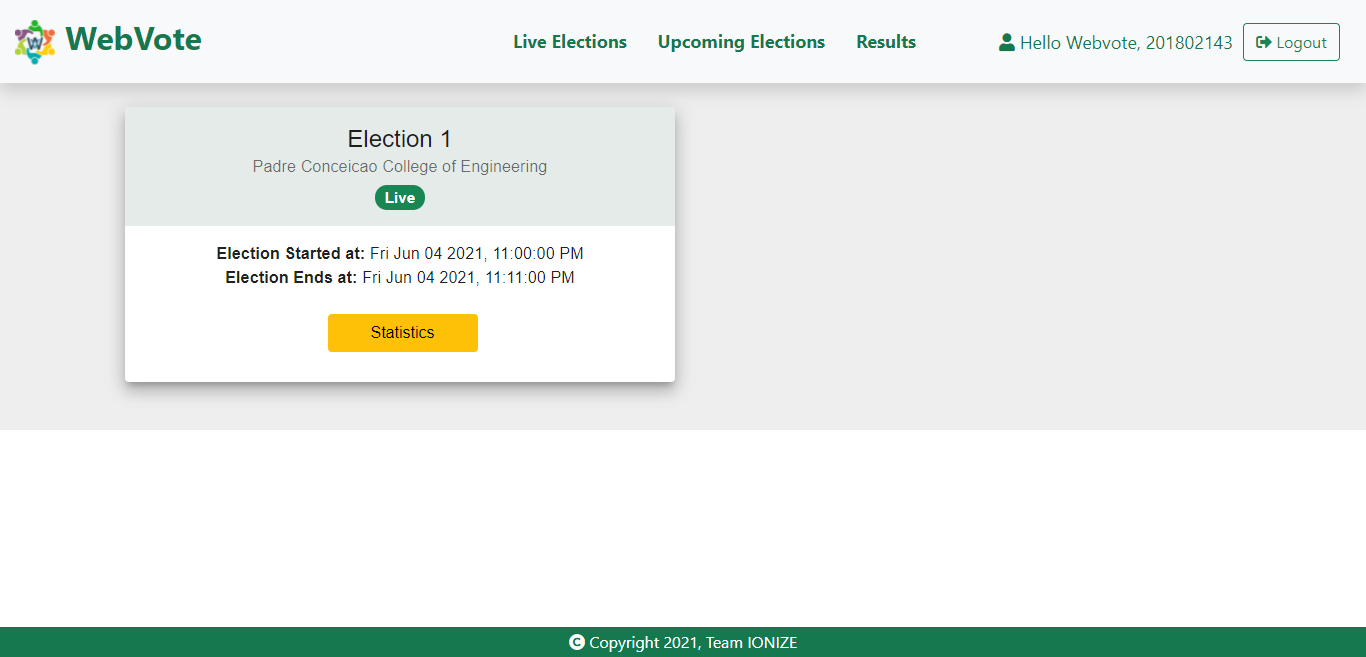 WebVote
Live Elections
Upcoming Elections
Results
Hello Webvote, 201802143
Logout
Election 1
Padre Conceicao College of Engineering
Live
Election Started at: Fri Jun 04 2021, 11:00:00 PM
Election Ends at: Fri Jun 04 2021, 11:11:00 PM
Statistics
Copyright 2021, Team IONIZE